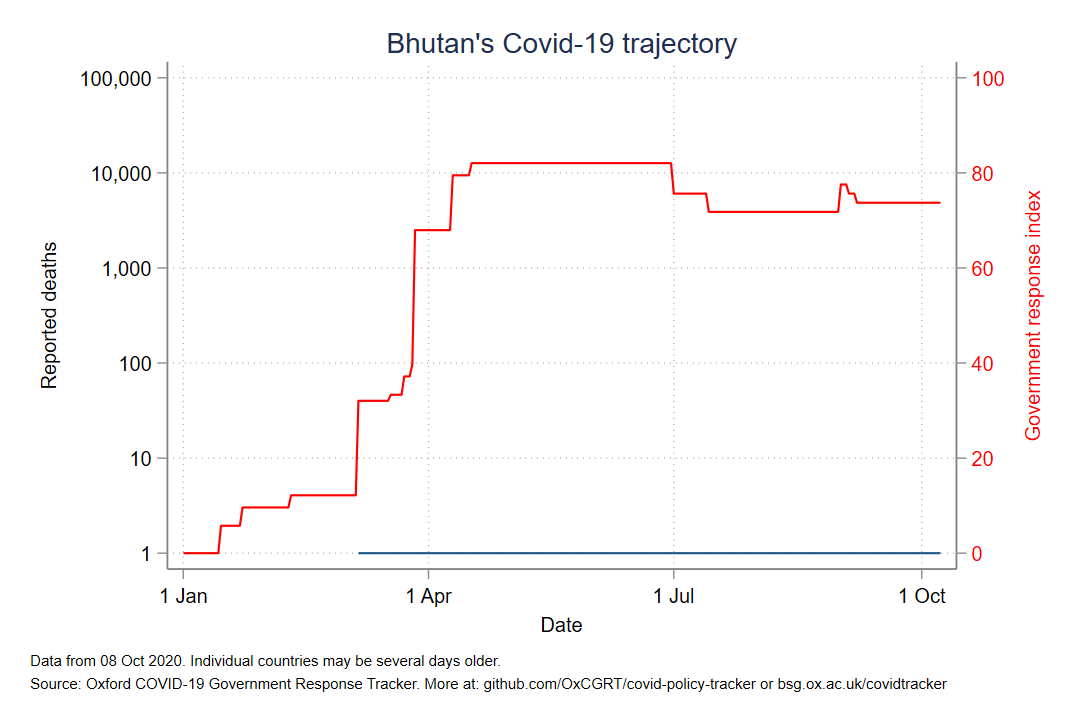 Bhutan's Covid-19 trajectory
100,000
10,000
1,000
100
10
1
Reported deaths
100
80
60
40
20
0
Government response index
1 Jan
1 Apr
1 Jul
1 Oct
Date
Data from 08 Oct 2020. Individual countries may be several days older.
Source: Oxford COVID-19 Government Response Tracker. More at: github.com/OxCGRT/covid-policy-tracker or bsg.ox.ac.uk/covidtracker